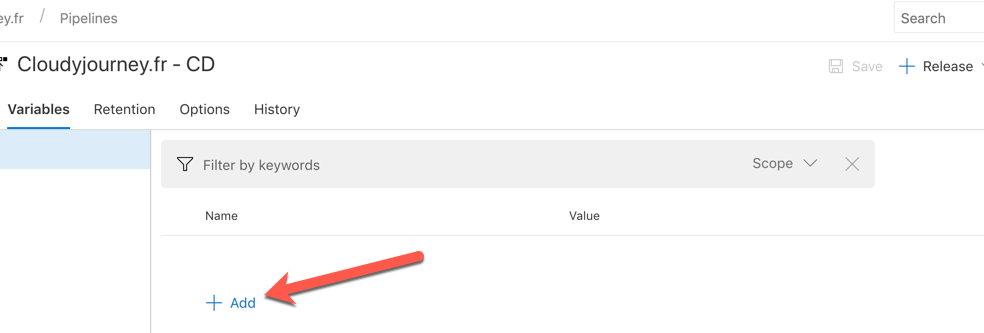 ey.fr / Pipelines
Search
Cloudyjourney.fr - CD
Save
Release
Variables Retention Options History
Filter by keywords
Scope
Name Value
Add